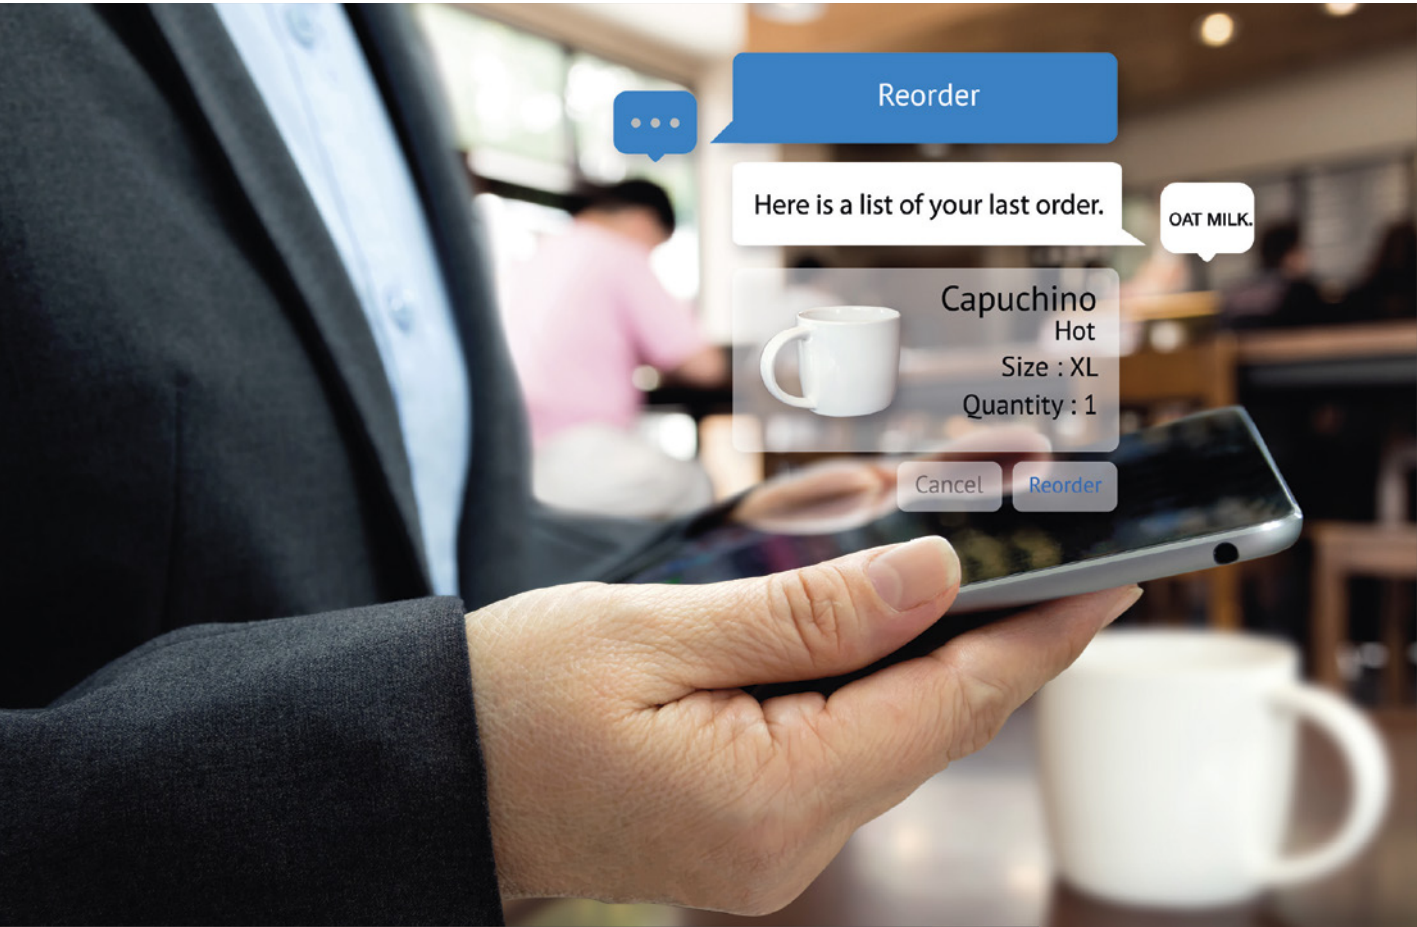 Reorder
Here is a list of your last order.
OAT MILK.
Capuchino
Hot
Size : XL
Quantity : 1
Cancel
Reorder